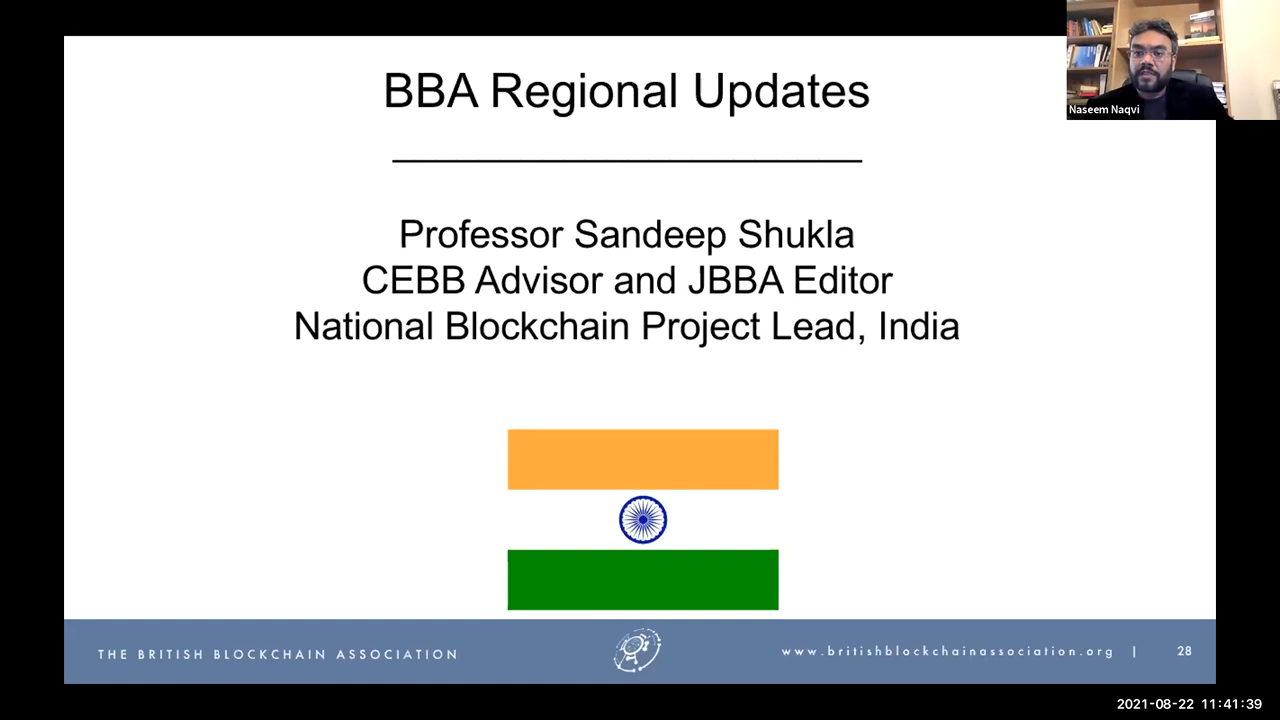 BBA Regional Updates
Naseem Naqvi
Professor Sandeep Shukla
CEBB Advisor and JBBA Editor
National Blockchain Project Lead, India
THE BRITISH BLOCKCHAIN ASSOCIATION
www.britishblockchainassociation.org | 28
2021-08-22 11:41:39